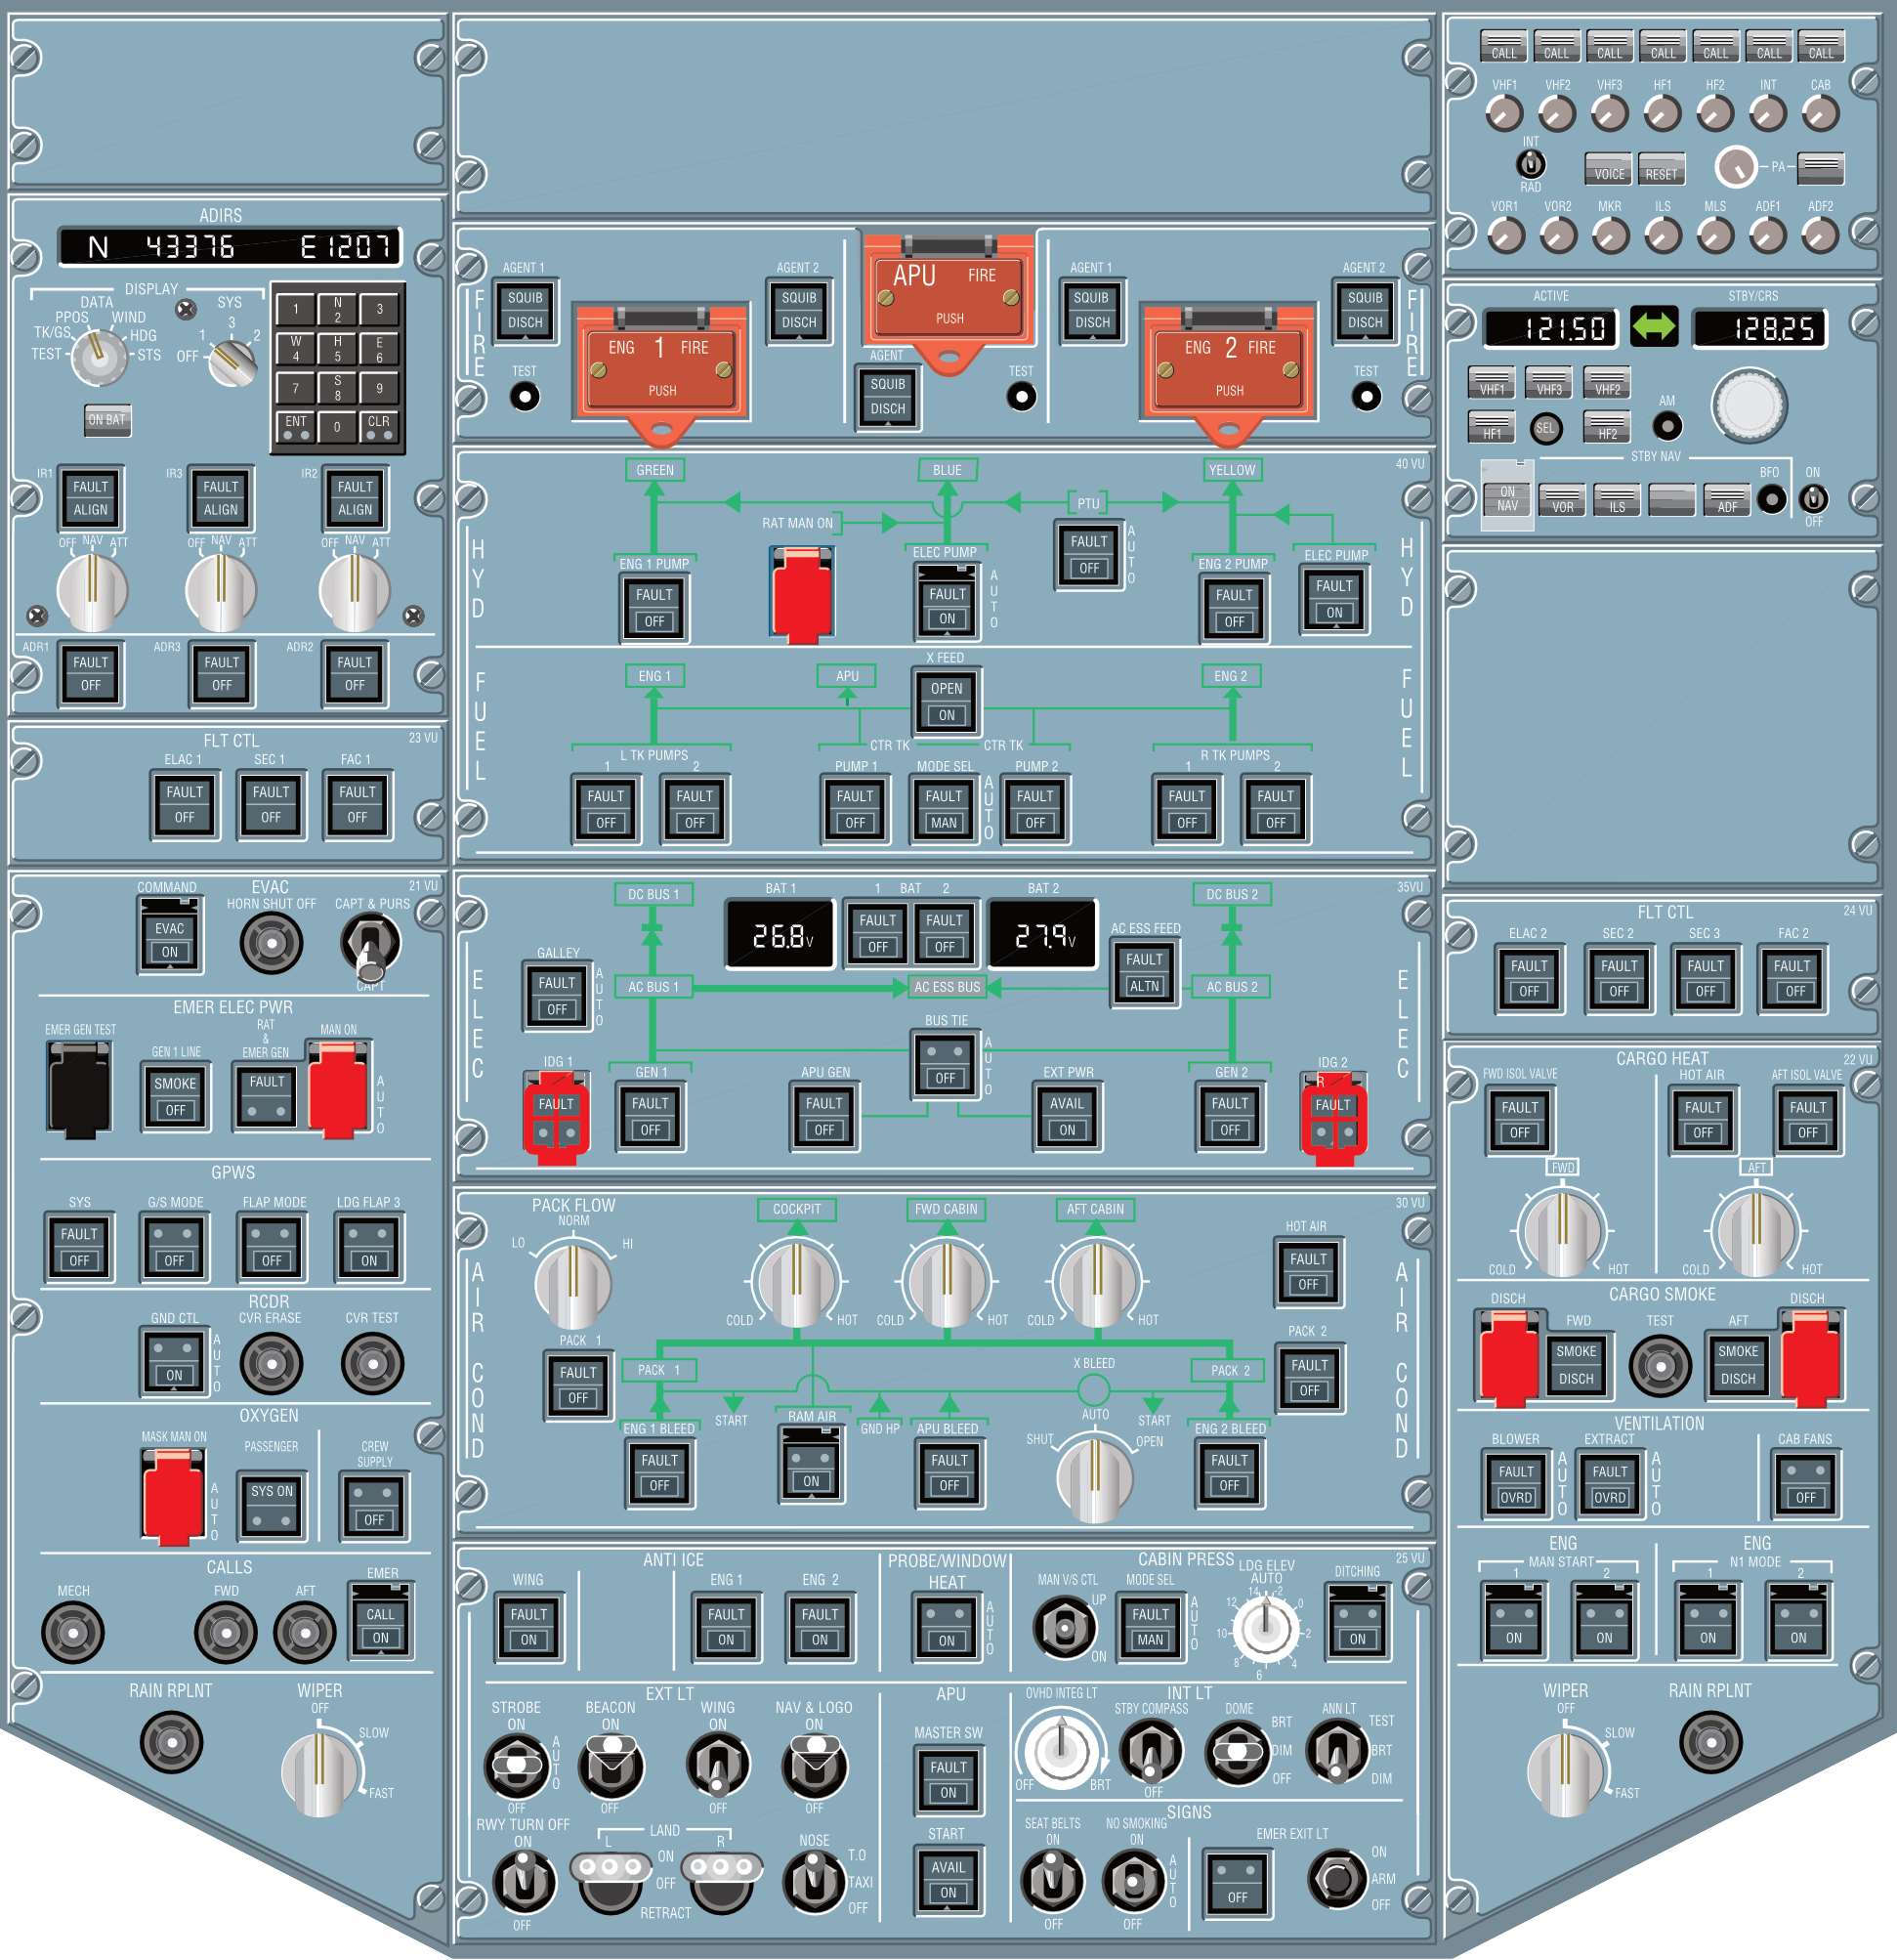 ADIRS
N 43376 E1207
DISPLAY
DATA SYS
PPOS WIND
TK/GS HDG
TEST STS
1 3 2
OFF
1 N 2 3
W 4 H 5 E 6
7 S 8 9
ENT 0 CLR
ON BAT
IR1 IR3 IR2
FAULT FAULT FAULT
ALIGN ALIGN ALIGN
OFF NAV ATT OFF NAV ATT OFF NAV ATT
ADR1 ADR3 ADR2
FAULT FAULT FAULT
OFF OFF OFF
FLT CTL 23 VU
ELAC 1 SEC 1 FAC 1
FAULT FAULT FAULT
OFF OFF OFF
EVAC 21 VU
COMMAND HORN SHUT OFF CAPT & PURS
EVAC
ON
CAPT
EMER ELEC PWR
EMER GEN TEST GEN 1 LINE RAT & EMER GEN MAN ON
SMOKE FAULT
OFF
AUTO
GPWS
SYS G/S MODE FLAP MODE LDG FLAP 3
FAULT
OFF OFF OFF ON
RCDR
GND CTL CVR ERASE CVR TEST
ON
AUTO
OXYGEN
MASK MAN ON PASSENGER CREW SUPPLY
AUTO
SYS ON
OFF
CALLS
MECH FWD AFT EMER
CALL
ON
RAIN RPLNT WIPER
OFF
SLOW
FAST
FIRE
AGENT 1 AGENT 2 AGENT 1 AGENT 2
SQUIB SQUIB SQUIB SQUIB
DISCH DISCH DISCH DISCH
APU FIRE
PUSH
ENG 1 FIRE
PUSH
ENG 2 FIRE
PUSH
AGENT
SQUIB
DISCH
TEST TEST TEST
FIRE
40 VU
HYD
GREEN BLUE YELLOW
PTU
RAT MAN ON
FAULT
OFF
AUTO
ENG 1 PUMP ELEC PUMP ENG 2 PUMP ELEC PUMP
FAULT FAULT FAULT FAULT
OFF ON OFF ON
AUTO
HYD
FUEL
X FEED
ENG 1 APU ENG 2
OPEN
ON
L TK PUMPS CTR TK CTR TK R TK PUMPS
1 2 PUMP 1 MODE SEL PUMP 2 1 2
FAULT FAULT FAULT FAULT FAULT FAULT FAULT
OFF OFF OFF MAN OFF OFF OFF
AUTO
FUEL
35VU
ELEC
DC BUS 1 BAT 1 1 BAT 2 BAT 2 DC BUS 2
26.8V FAULT FAULT 27.9V
OFF OFF
GALLEY AC ESS FEED
FAULT FAULT
OFF ALTN
AUTO
AC BUS 1 AC ESS BUS AC BUS 2
BUS TIE
OFF
AUTO
IDG 1 GEN 1 APU GEN EXT PWR GEN 2 IDG 2
R
FAULT FAULT FAULT AVAIL FAULT FAULT
OFF OFF ON OFF
ELEC
30 VU
AIR COND
PACK FLOW
NORM
LO HI
COCKPIT FWD CABIN AFT CABIN
COLD HOT COLD HOT COLD HOT
HOT AIR
FAULT
OFF
PACK 1 PACK 2
FAULT FAULT
OFF OFF
PACK 1 PACK 2
X BLEED
START START
AUTO
SHUT OPEN
ENG 1 BLEED RAM AIR GND HP APU BLEED ENG 2 BLEED
FAULT FAULT FAULT
OFF ON OFF OFF
AIR COND
ANTI ICE PROBE/WINDOW HEAT CABIN PRESS 25 VU
WING ENG 1 ENG 2
FAULT FAULT FAULT
ON ON ON ON
AUTO
MAN V/S CTL MODE SEL LDG ELEV DITCHING
AUTO
UP
ON
FAULT
MAN
AUTO
14 -2 0 2 4 6 8 10 12
ON
EXT LT
STROBE BEACON WING NAV & LOGO
ON ON ON ON
AUTO
OFF OFF OFF OFF
RWY TURN OFF LAND NOSE
ON L R T.O
ON TAXI
OFF OFF
OFF RETRACT
APU
MASTER SW
FAULT
ON
START
AVAIL
ON
INT LT
OVHD INTEG LT STBY COMPASS DOME ANN LT
OFF BRT OFF
BRT
DIM
OFF
TEST
BRT
DIM
SIGNS
SEAT BELTS NO SMOKING EMER EXIT LT
ON ON ON
AUTO ARM
OFF OFF OFF OFF
CALL CALL CALL CALL CALL CALL CALL
VHF1 VHF2 VHF3 HF1 HF2 INT CAB
INT
RAD
VOICE RESET PA
VOR1 VOR2 MKR ILS MLS ADF1 ADF2
ACTIVE STBY/CRS
121.50 128.25
VHF1 VHF3 VHF2
HF1 SEL HF2 AM
STBY NAV
ON NAV VOR ILS ADF BFO ON
OFF
FLT CTL 24 VU
ELAC 2 SEC 2 SEC 3 FAC 2
FAULT FAULT FAULT FAULT
OFF OFF OFF OFF
CARGO HEAT 22 VU
FWD ISOL VALVE HOT AIR AFT ISOL VALVE
FAULT FAULT FAULT
OFF OFF OFF
FWD AFT
COLD HOT COLD HOT
CARGO SMOKE
DISCH FWD TEST AFT DISCH
SMOKE SMOKE
DISCH DISCH
VENTILATION
BLOWER EXTRACT CAB FANS
FAULT FAULT
OVRD OVRD OFF
AUTO AUTO
ENG ENG
MAN START N1 MODE
1 2 1 2
ON ON ON ON
WIPER RAIN RPLNT
OFF
SLOW
FAST